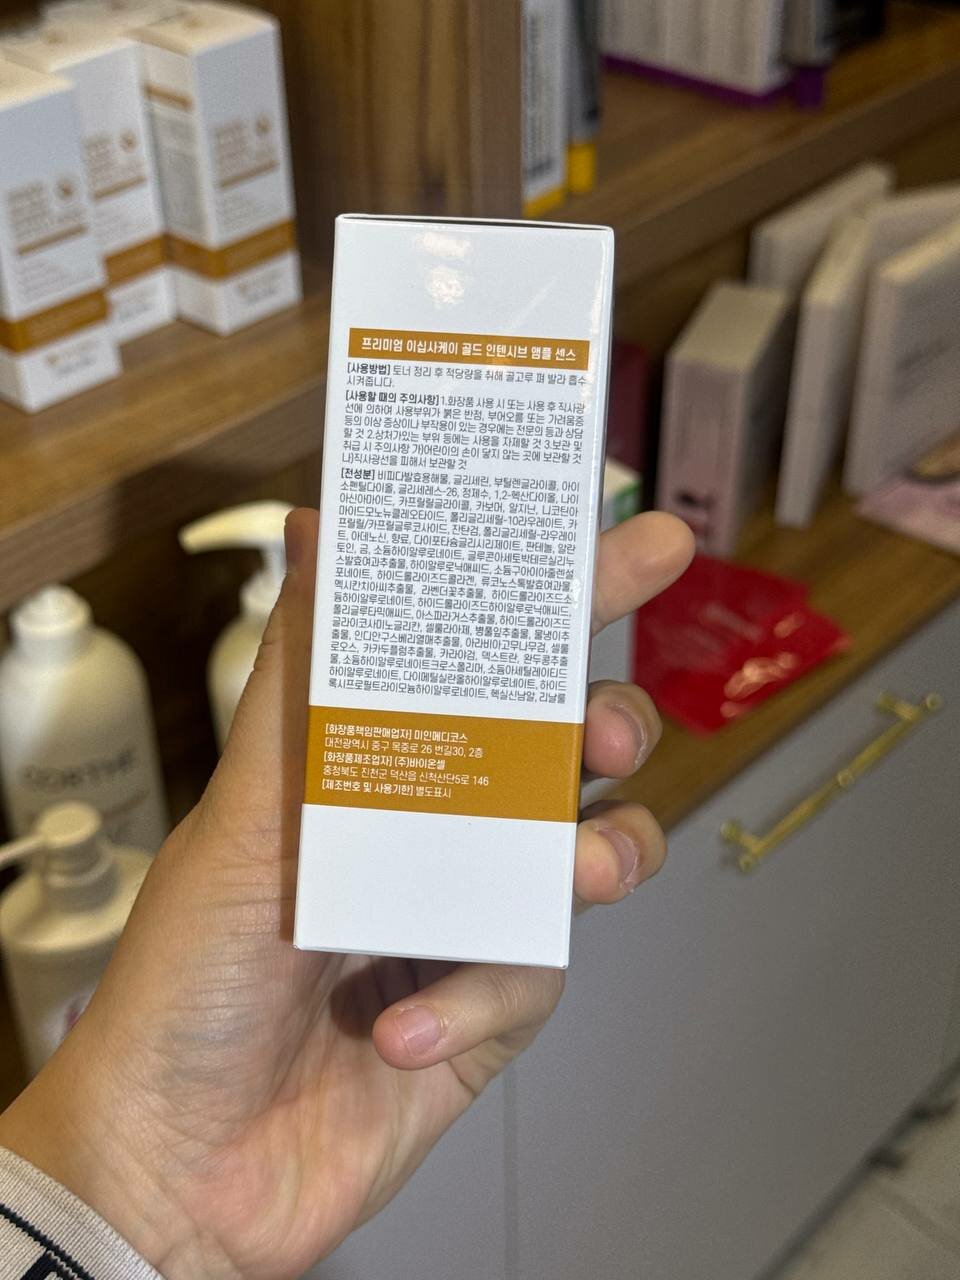 프리미엄 이십사케이 골드 인텐시브 앰플 센스
[사용방법] 토너 정리 후 적당량을 취해 골고루 펴 발라 흡수
시켜줍니다.
[사용할 때의 주의사항] 1.화장품 사용 시 또는 사용 후 직사광
선에 의하여 사용부위가 붉은 반점, 부어오름 또는 가려움증
등의 이상 증상이나 부작용이 있는 경우에는 전문의 등과 상담
할 것 2.상처가있는 부위 등에는 사용을 자제할 것 3.보관 및
취급 시 주의사항 가)어린이의 손이 닿지 않는 곳에 보관할 것
나)직사광선을 피해서 보관할 것
[전성분] 비피다발효용해물, 글리세린, 부틸렌글라이콜, 아이
소펜틸다이올, 글리세레스-26, 정제수, 1,2-헥산다이올, 나이
아신아마이드, 카프릴릴글라이콜, 카보머, 알지닌, 니코틴아
마이드모노뉴클레오타이드, 폴리글리세릴-10라우레이트, 카
프릴릴/카프릴글루코사이드, 잔탄검, 폴리글리세릴-라우레이
트, 아데노신, 향료, 다이포타슘글리시리제이트, 판테놀, 알란
토인, 금, 소듐하이알루로네이트, 글루콘아세토박테르실리누
스발효여과추출물, 하이알루로닉애씨드, 소듐구아이아줄렌설
포네이트, 하이드롤라이즈드콜라겐, 류코노스톡발효여과물,
멕시칸치아씨추출물, 라벤더꽃추출물, 하이드롤라이즈드소
듐하이알루로네이트, 하이드롤라이즈드하이알루로닉애씨드,
폴리글루타믹애씨드, 아스파라거스추출물, 하이드롤라이즈드
글라이코사미노글리칸, 셀룰라아제, 병풀잎추출물, 물냉이추
출물, 인디안구스베리열매추출물, 아라비아고무나무검, 셀룰
로오스, 카카두플럼추출물, 카라야검, 덱스트란, 완두콩추출
물, 소듐하이알루로네이트크로스폴리머, 소듐아세틸레이티드
하이알루로네이트, 다이메틸실란올하이알루로네이트, 하이드
록시프로필트라이모늄하이알루로네이트, 헥실신남알, 리날룰
[화장품책임판매업자] 미인메디코스
대전광역시 중구 목중로 26 번길30, 2층
[화장품제조업자] (주)바이온셀
충청북도 진천군 덕산읍 신척산단5로 146
[제조번호 및 사용기한] 별도표시